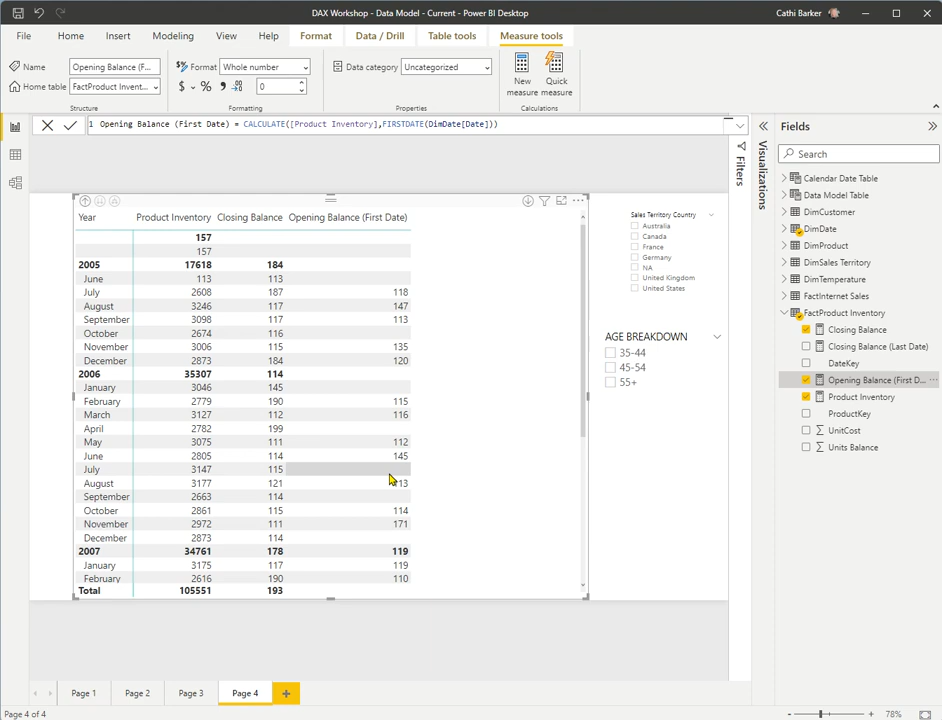 DAX Workshop - Data Model - Current - Power BI Desktop
Cathi Barker
File Home Insert Modeling View Help Format Data / Drill Table tools Measure tools
Name Opening Balance (F...
Home table FactProduct Invent...
Structure
Format Whole number
$ % 0
Formatting
Data category Uncategorized
Properties
New measure
Quick measure
Calculations
1 Opening Balance (First Date) = CALCULATE([Product Inventory],FIRSTDATE(DimDate[Date]))
Year Product Inventory Closing Balance Opening Balance (First Date)
157
157
2005 17618 184
June 113 113
July 2608 187 118
August 3246 117 147
September 3098 117 113
October 2674 116
November 3006 115 135
December 2873 184 120
2006 35307 114
January 3046 145
February 2779 190 115
March 3127 112 116
April 2782 199
May 3075 111 112
June 2805 114 145
July 3147 115
August 3177 121 13
September 2663 114
October 2861 115 114
November 2972 111 171
December 2873 114
2007 34761 178 119
January 3175 117 119
February 2616 190 110
Total 105551 193
Sales Territory Country
Australia
Canada
France
Germany
NA
United Kingdom
United States
AGE BREAKDOWN
35-44
45-54
55+
Filters
Visualizations
Fields
Search
Calendar Date Table
Data Model Table
DimCustomer
DimDate
DimProduct
DimSales Territory
DimTemperature
FactInternet Sales
FactProduct Inventory
Closing Balance
Closing Balance (Last Date)
DateKey
Opening Balance (First D... ...
Product Inventory
ProductKey
UnitCost
Units Balance
Page 1 Page 2 Page 3 Page 4 +
Page 4 of 4
- + 78%